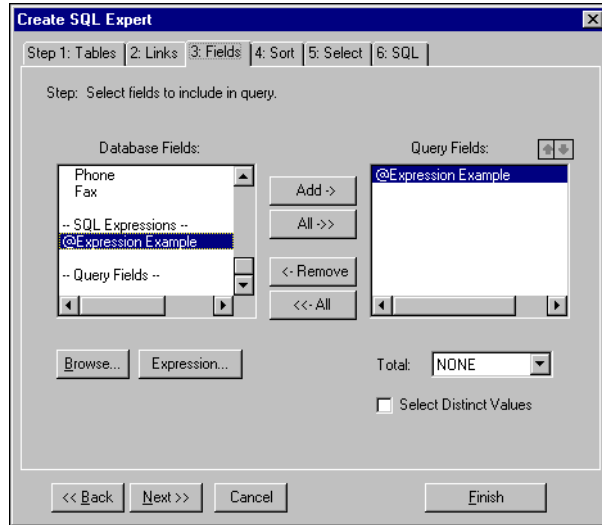 Create SQL Expert
Step 1: Tables 2: Links 3: Fields 4: Sort 5: Select 6: SQL
Step: Select fields to include in query.
Database Fields:
Query Fields:
Phone
Fax
-- SQL Expressions --
@Expression Example
-- Query Fields --
Add ->
All ->>
<- Remove
<<- All
@Expression Example
Browse...
Expression...
Total: NONE
Select Distinct Values
<< Back
Next >>
Cancel
Finish